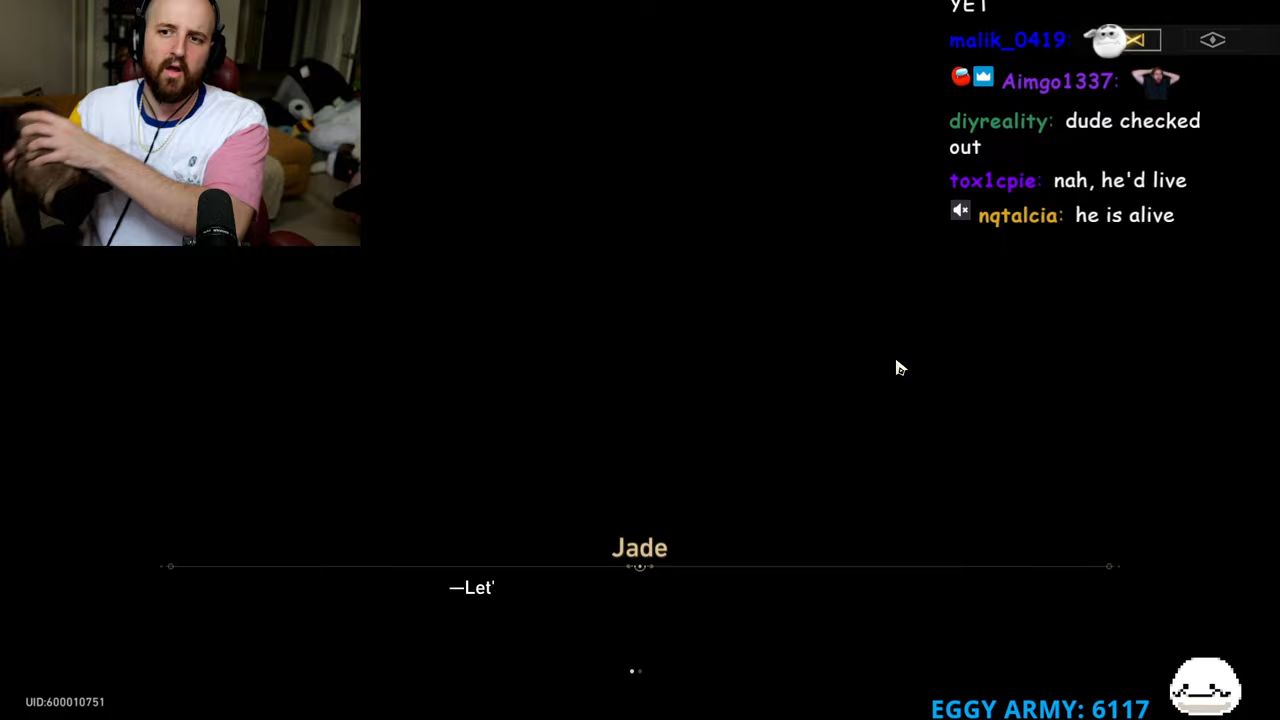 YET
malik_0419:
Aimgo1337:
diyreality: dude checked
out
tox1cpie: nah, he'd live
nqtalcia: he is alive
Jade
—Let'
UID:600010751
EGGY ARMY: 6117